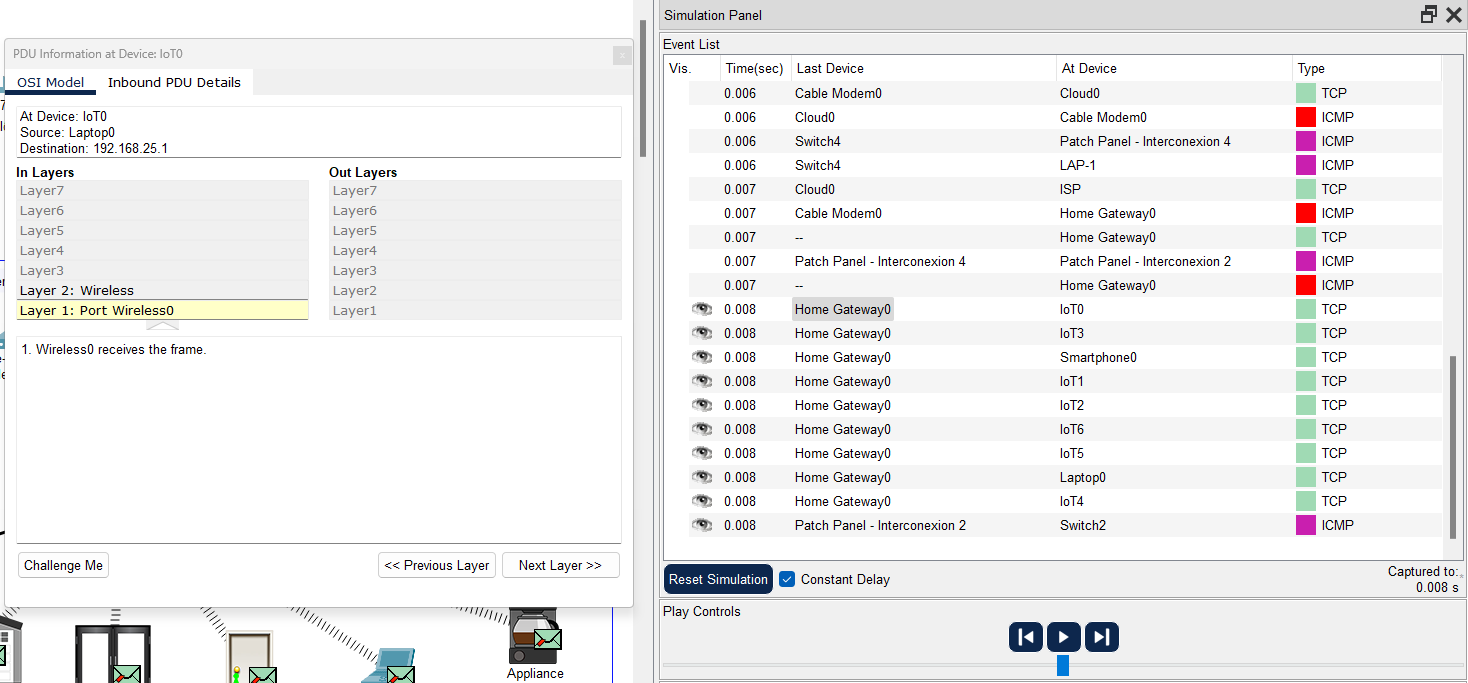 Simulation Panel
PDU Information at Device: IoT0
OSI Model Inbound PDU Details
At Device: IoT0
Source: Laptop0
Destination: 192.168.25.1
In Layers Out Layers
Layer7 Layer7
Layer6 Layer6
Layer5 Layer5
Layer4 Layer4
Layer3 Layer3
Layer 2: Wireless Layer2
Layer 1: Port Wireless0 Layer1
1. Wireless0 receives the frame.
Challenge Me << Previous Layer Next Layer >>
Appliance
Event List
Vis. Time(sec) Last Device At Device Type
0.006 Cable Modem0 Cloud0 TCP
0.006 Cloud0 Cable Modem0 ICMP
0.006 Switch4 Patch Panel - Interconexion 4 ICMP
0.006 Switch4 LAP-1 ICMP
0.007 Cloud0 ISP TCP
0.007 Cable Modem0 Home Gateway0 ICMP
0.007 -- Home Gateway0 TCP
0.007 Patch Panel - Interconexion 4 Patch Panel - Interconexion 2 ICMP
0.007 -- Home Gateway0 ICMP
0.008 Home Gateway0 IoT0 TCP
0.008 Home Gateway0 IoT3 TCP
0.008 Home Gateway0 Smartphone0 TCP
0.008 Home Gateway0 IoT1 TCP
0.008 Home Gateway0 IoT2 TCP
0.008 Home Gateway0 IoT6 TCP
0.008 Home Gateway0 IoT5 TCP
0.008 Home Gateway0 Laptop0 TCP
0.008 Home Gateway0 IoT4 TCP
0.008 Patch Panel - Interconexion 2 Switch2 ICMP
Reset Simulation Constant Delay Captured to:
0.008 s
Play Controls